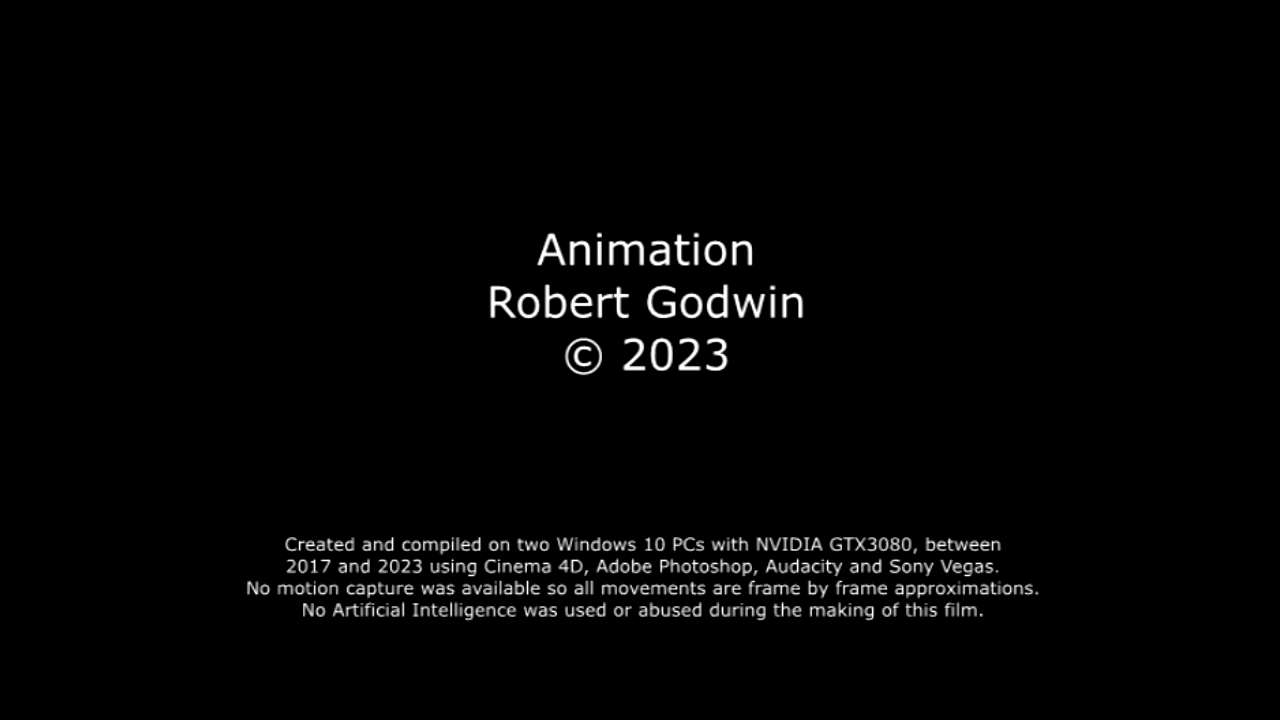 Animation
Robert Godwin
© 2023
Created and compiled on two Windows 10 PCs with NVIDIA GTX3080, between
2017 and 2023 using Cinema 4D, Adobe Photoshop, Audacity and Sony Vegas.
No motion capture was available so all movements are frame by frame approximations.
No Artificial Intelligence was used or abused during the making of this film.